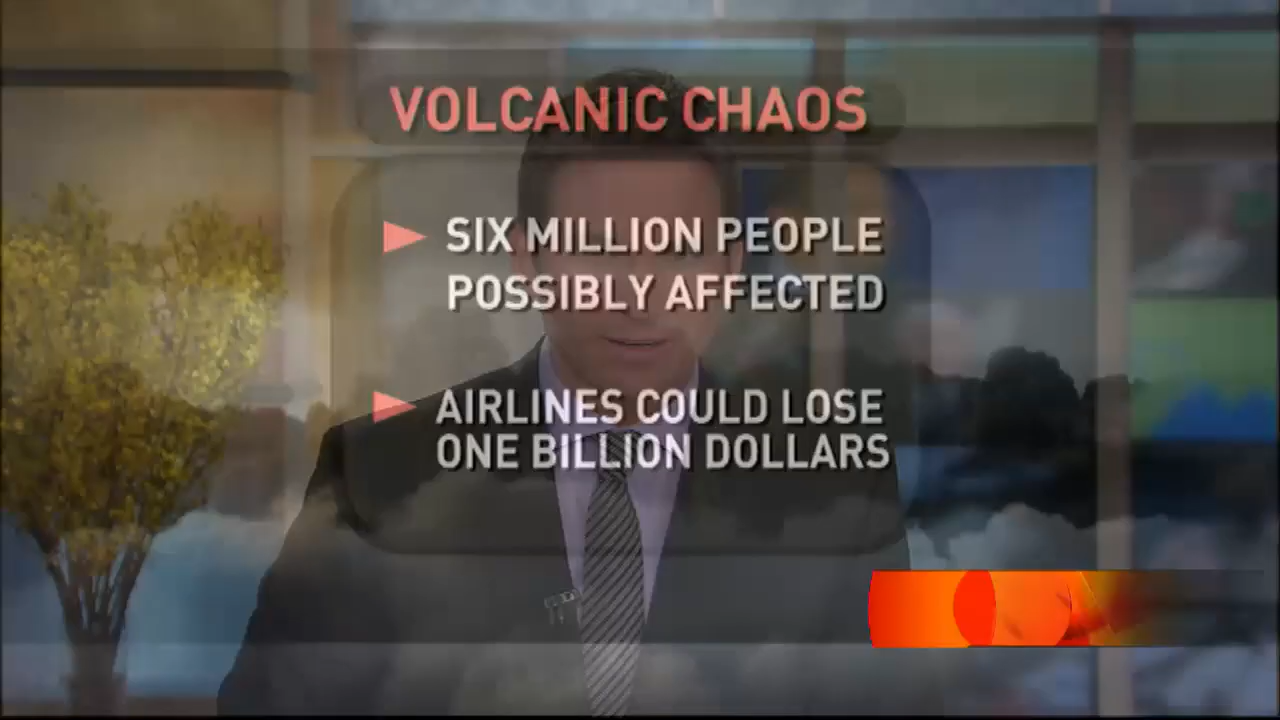 VOLCANIC CHAOS
SIX MILLION PEOPLE
POSSIBLY AFFECTED
AIRLINES COULD LOSE
ONE BILLION DOLLARS